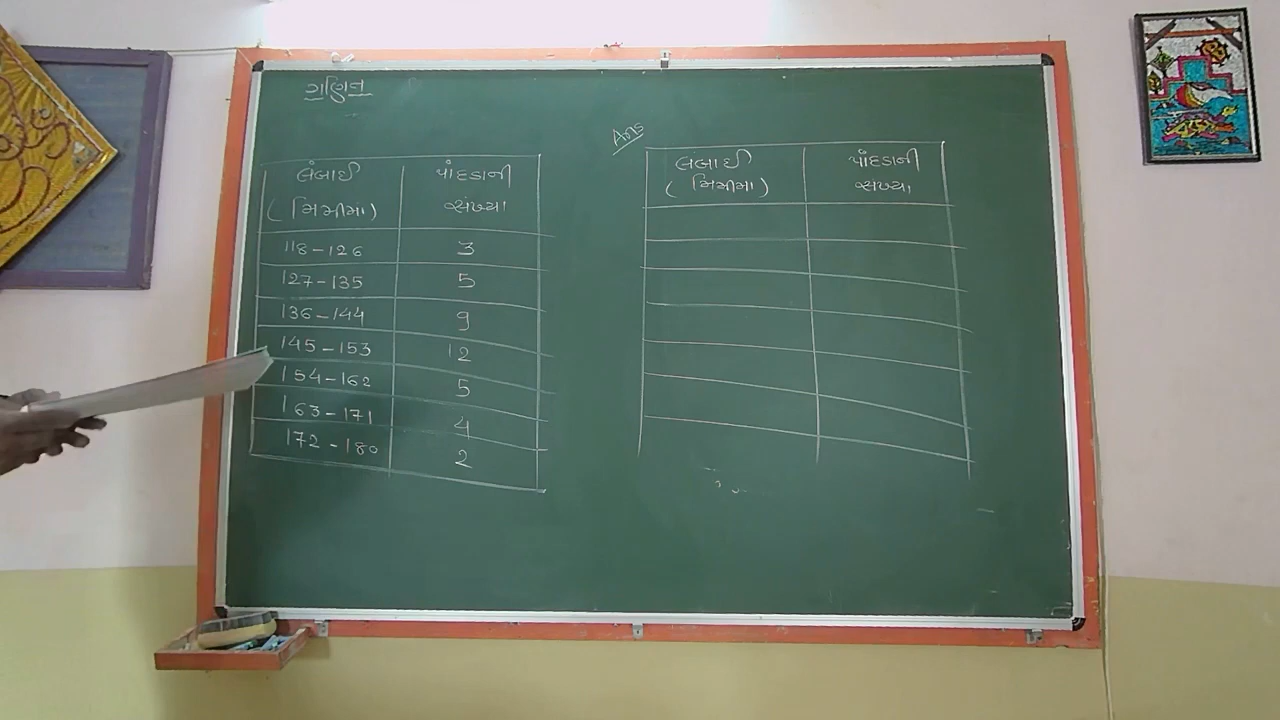 ગણિત
લંબાઈ પાંદડાની
(મિમીમાં) સંખ્યા
118-126 3
127-135 5
136-144 9
145-153 12
154-162 5
163-171 4
172-180 2
Ans
લંબાઈ પાંદડાની
(મિમીમાં) સંખ્યા